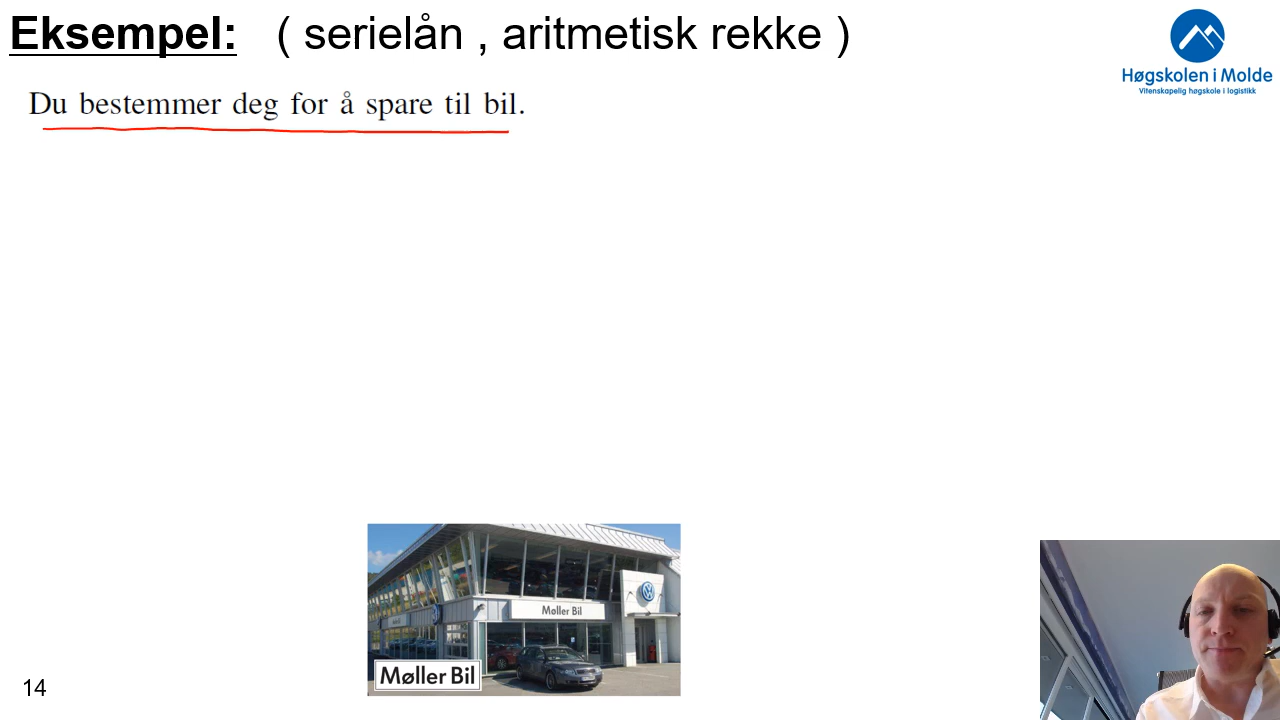 Eksempel: ( serielån , aritmetisk rekke )
Høgskolen i Molde
Vitenskapelig høgskole i logistikk
Du bestemmer deg for å spare til bil.
Møller Bil
Møller Bil
14